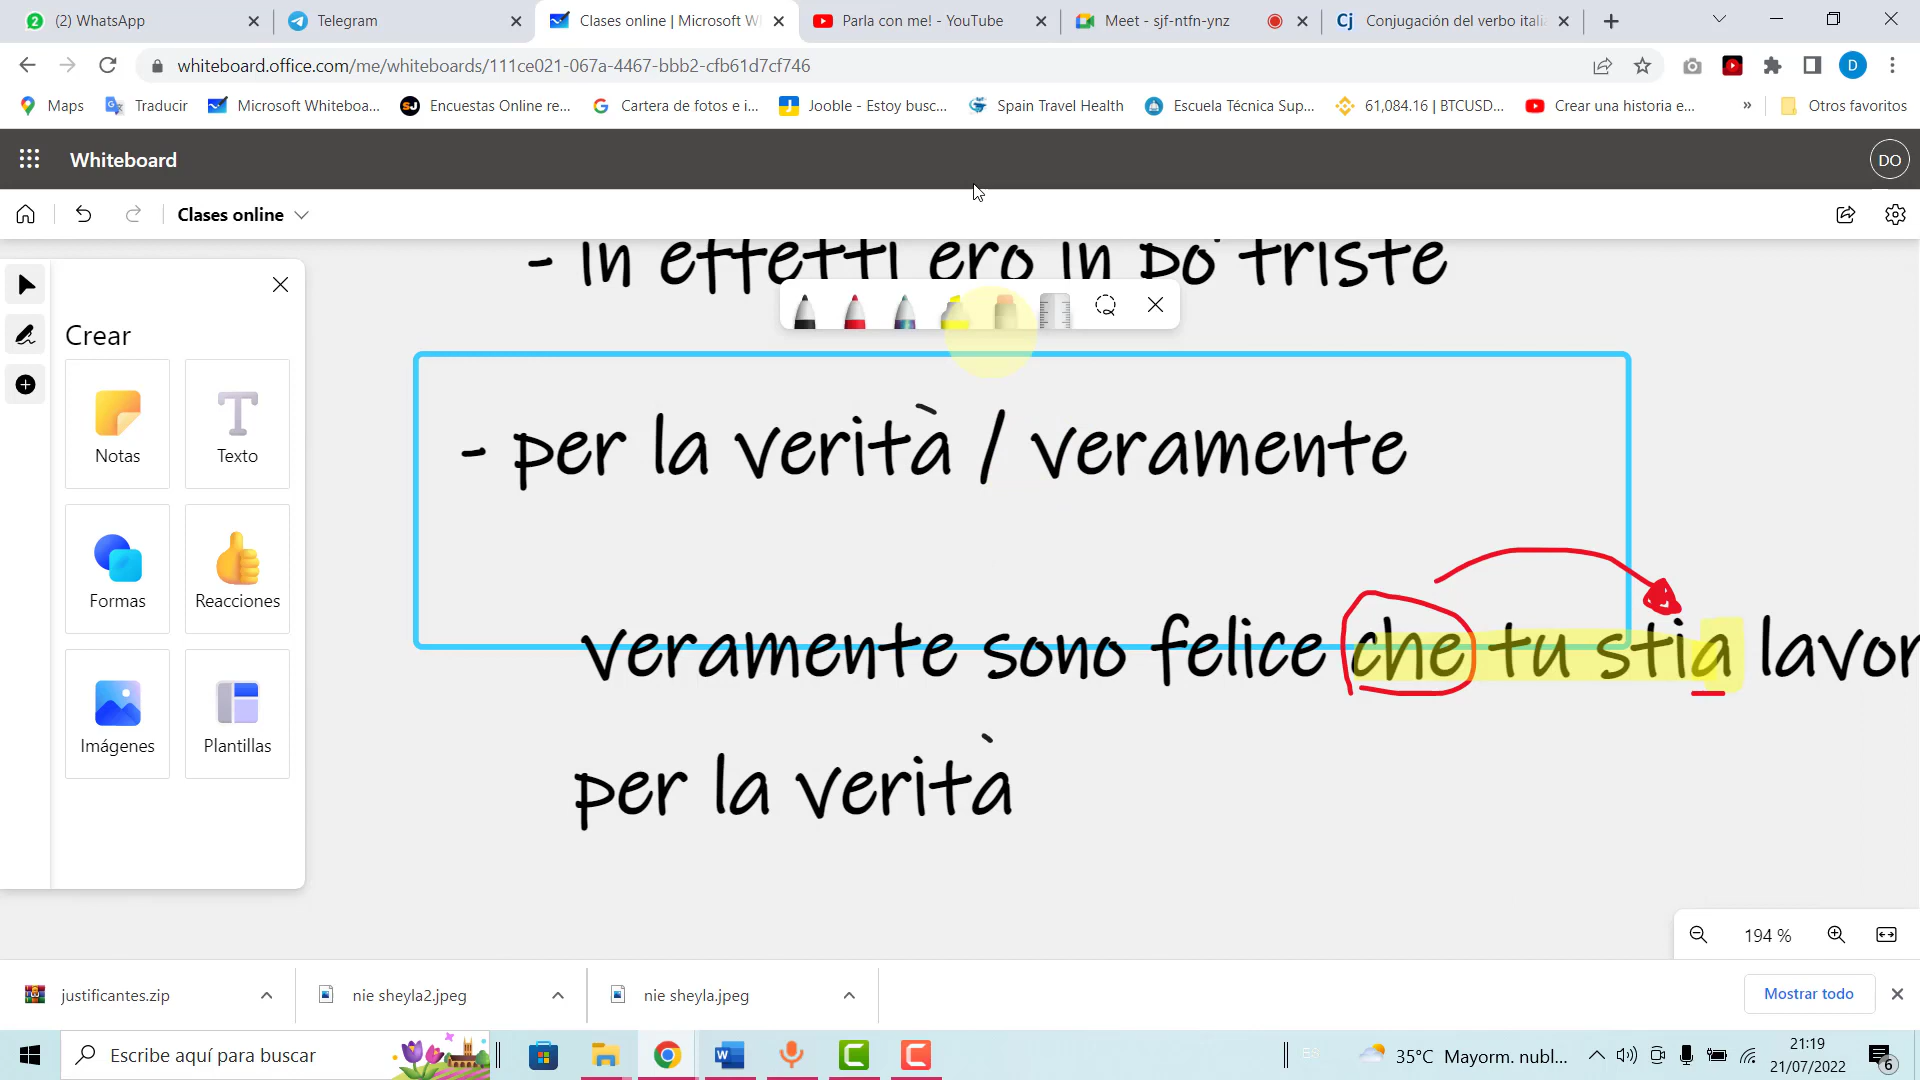 (2) WhatsApp
Telegram
Clases online | Microsoft W
Parla con me! - YouTube
Meet - sjf-ntfn-ynz
Cj Conjugación del verbo itali
whiteboard.office.com/me/whiteboards/111ce021-067a-4467-bbb2-cfb61d7cf746
D
Maps
Traducir
Microsoft Whiteboa...
SJ Encuestas Online re...
Cartera de fotos e i...
Jooble - Estoy busc...
Spain Travel Health
Escuela Técnica Sup...
61,084.16 | BTCUSD...
Crear una historia e...
»
Otros favoritos
Whiteboard
DO
Clases online
- in effetti ero in po' triste
Crear
Notas
Texto
Formas
Reacciones
Imágenes
Plantillas
- per la verità / veramente
veramente sono felice che tu stia lavor
per la verità
194 %
justificantes.zip
nie sheyla2.jpeg
nie sheyla.jpeg
Mostrar todo
Escribe aquí para buscar
35°C Mayorm. nubl...
21:19
21/07/2022
6